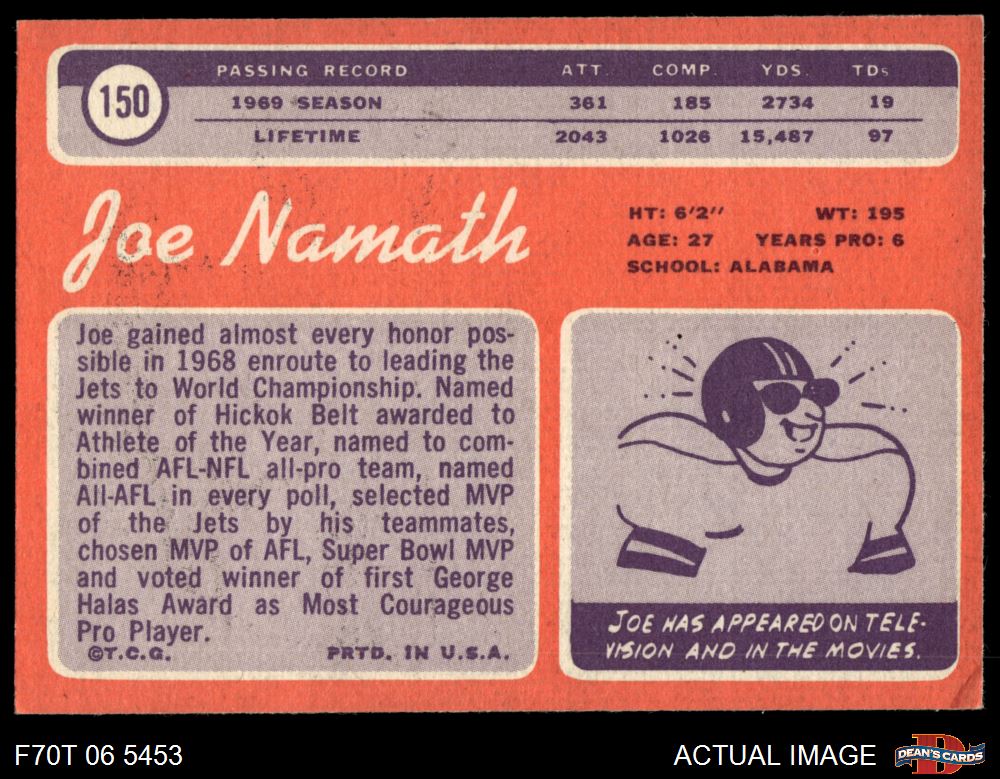 150
PASSING RECORD ATT. COMP. YDS. TDs
1969 SEASON 361 185 2734 19
LIFETIME 2043 1026 15,487 97
Joe Namath
HT: 6'2" WT: 195
AGE: 27 YEARS PRO: 6
SCHOOL: ALABAMA
Joe gained almost every honor pos-
sible in 1968 enroute to leading the
Jets to World Championship. Named
winner of Hickok Belt awarded to
Athlete of the Year, named to com-
bined AFL-NFL all-pro team, named
All-AFL in every poll, selected MVP
of the Jets by his teammates,
chosen MVP of AFL, Super Bowl MVP
and voted winner of first George
Halas Award as Most Courageous
Pro Player.
©T.C.G. PRTD. IN U.S.A.
JOE HAS APPEARED ON TELE-
VISION AND IN THE MOVIES.
F70T 06 5453
ACTUAL IMAGE
DEAN'S CARDS